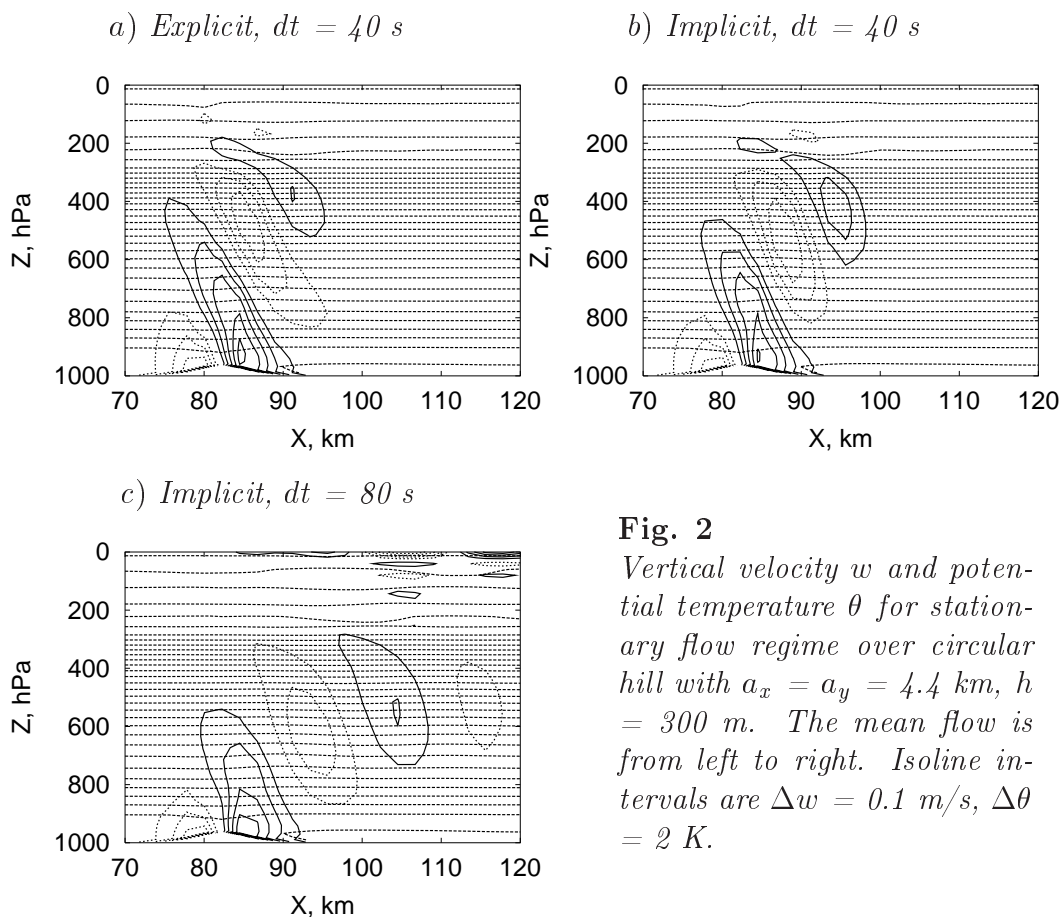 a) Explicit, dt = 40 s
b) Implicit, dt = 40 s
0
200
400
600
800
1000
Z, hPa
70 80 90 100 110 120
X, km
0
200
400
600
800
1000
Z, hPa
70 80 90 100 110 120
X, km
c) Implicit, dt = 80 s
0
200
400
600
800
1000
Z, hPa
70 80 90 100 110 120
X, km
Fig. 2
Vertical velocity w and poten-
tial temperature θ for station-
ary flow regime over circular
hill with a_x = a_y = 4.4 km, h
= 300 m. The mean flow is
from left to right. Isoline in-
tervals are Δw = 0.1 m/s, Δθ
= 2 K.